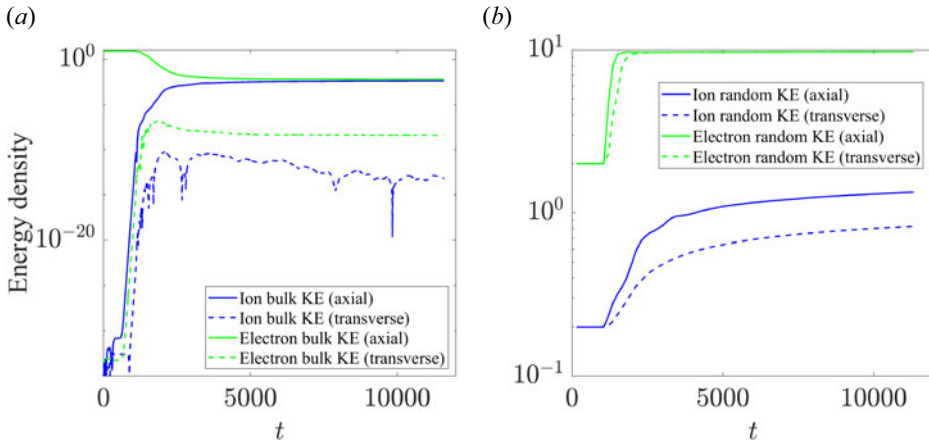 (a)
10^0
10^-20
Energy density
Ion bulk KE (axial)
Ion bulk KE (transverse)
Electron bulk KE (axial)
Electron bulk KE (transverse)
0
5000
10000
t
(b)
10^1
10^0
10^-1
Ion random KE (axial)
Ion random KE (transverse)
Electron random KE (axial)
Electron random KE (transverse)
0
5000
10000
t